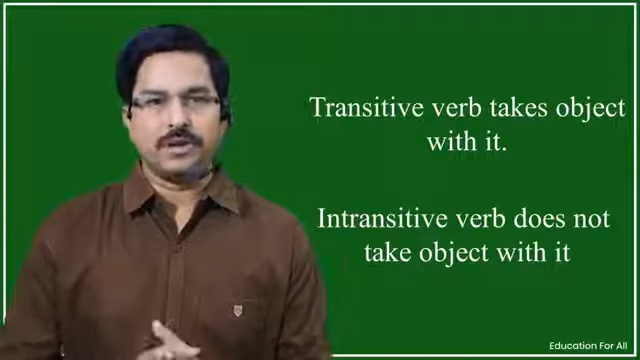 Transitive verb takes object
with it.
Intransitive verb does not
take object with it
Education For All